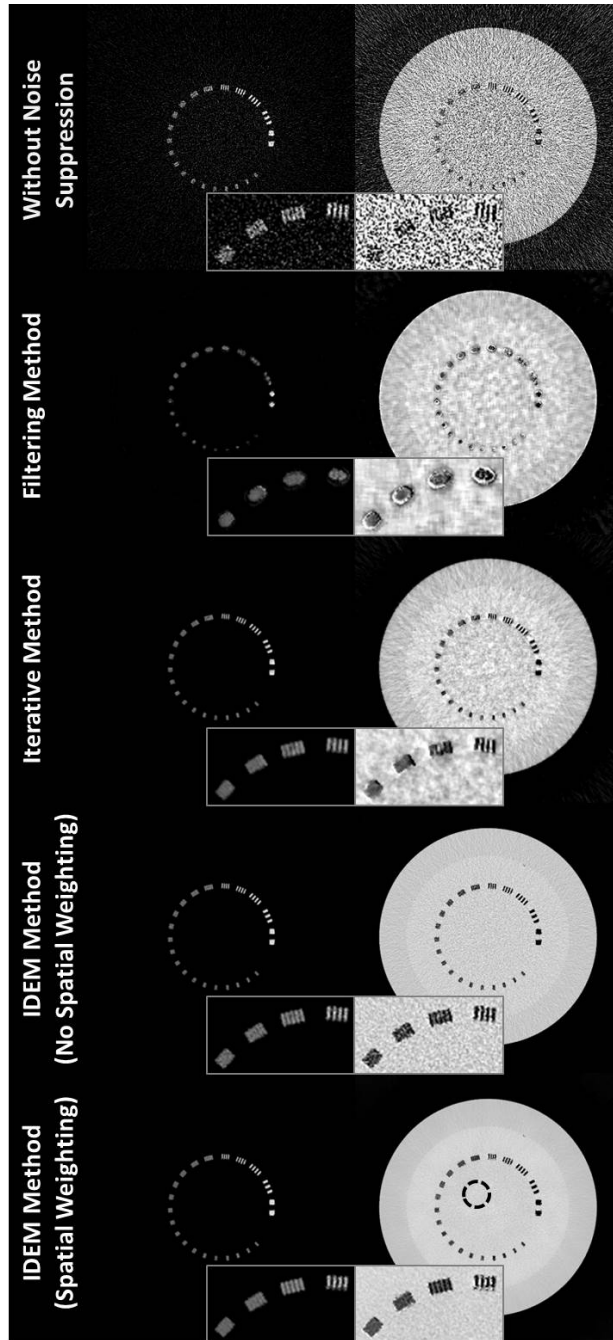 Without Noise
Suppression
Filtering Method
Iterative Method
IDEM Method
(No Spatial Weighting)
IDEM Method
(Spatial Weighting)